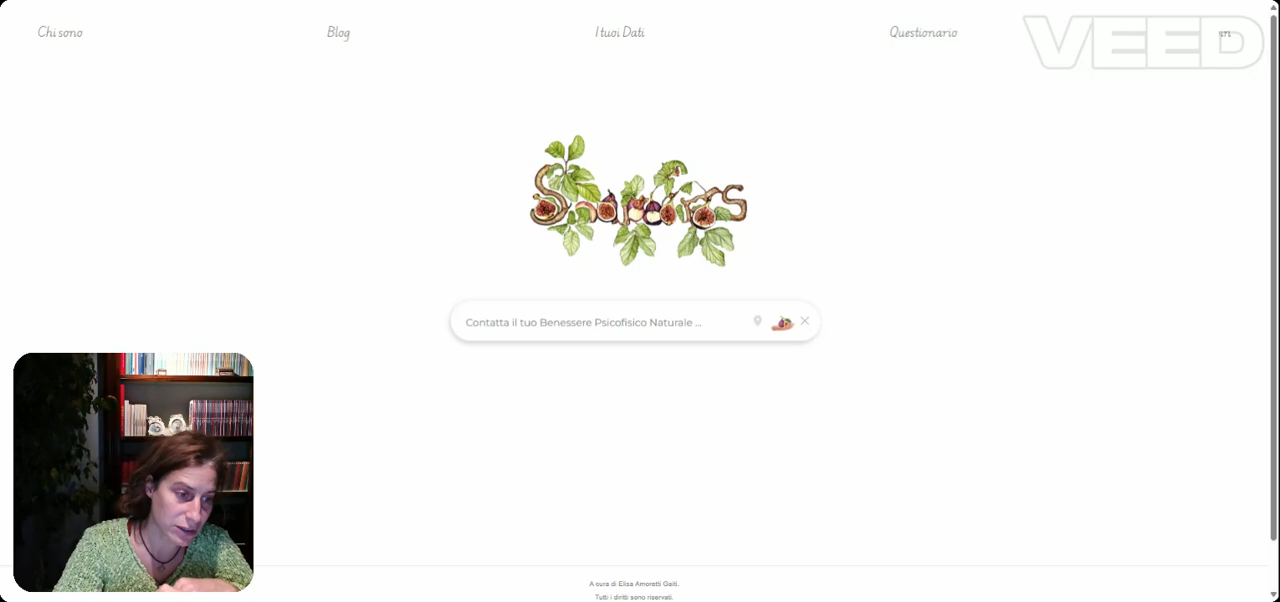 Chi sono
Blog
I tuoi Dati
Questionario
VEED
Contatta il tuo Benessere Psicofisico Naturale ...
A cura di Elisa Amoretti Gaiti.
Tutti i diritti sono riservati.